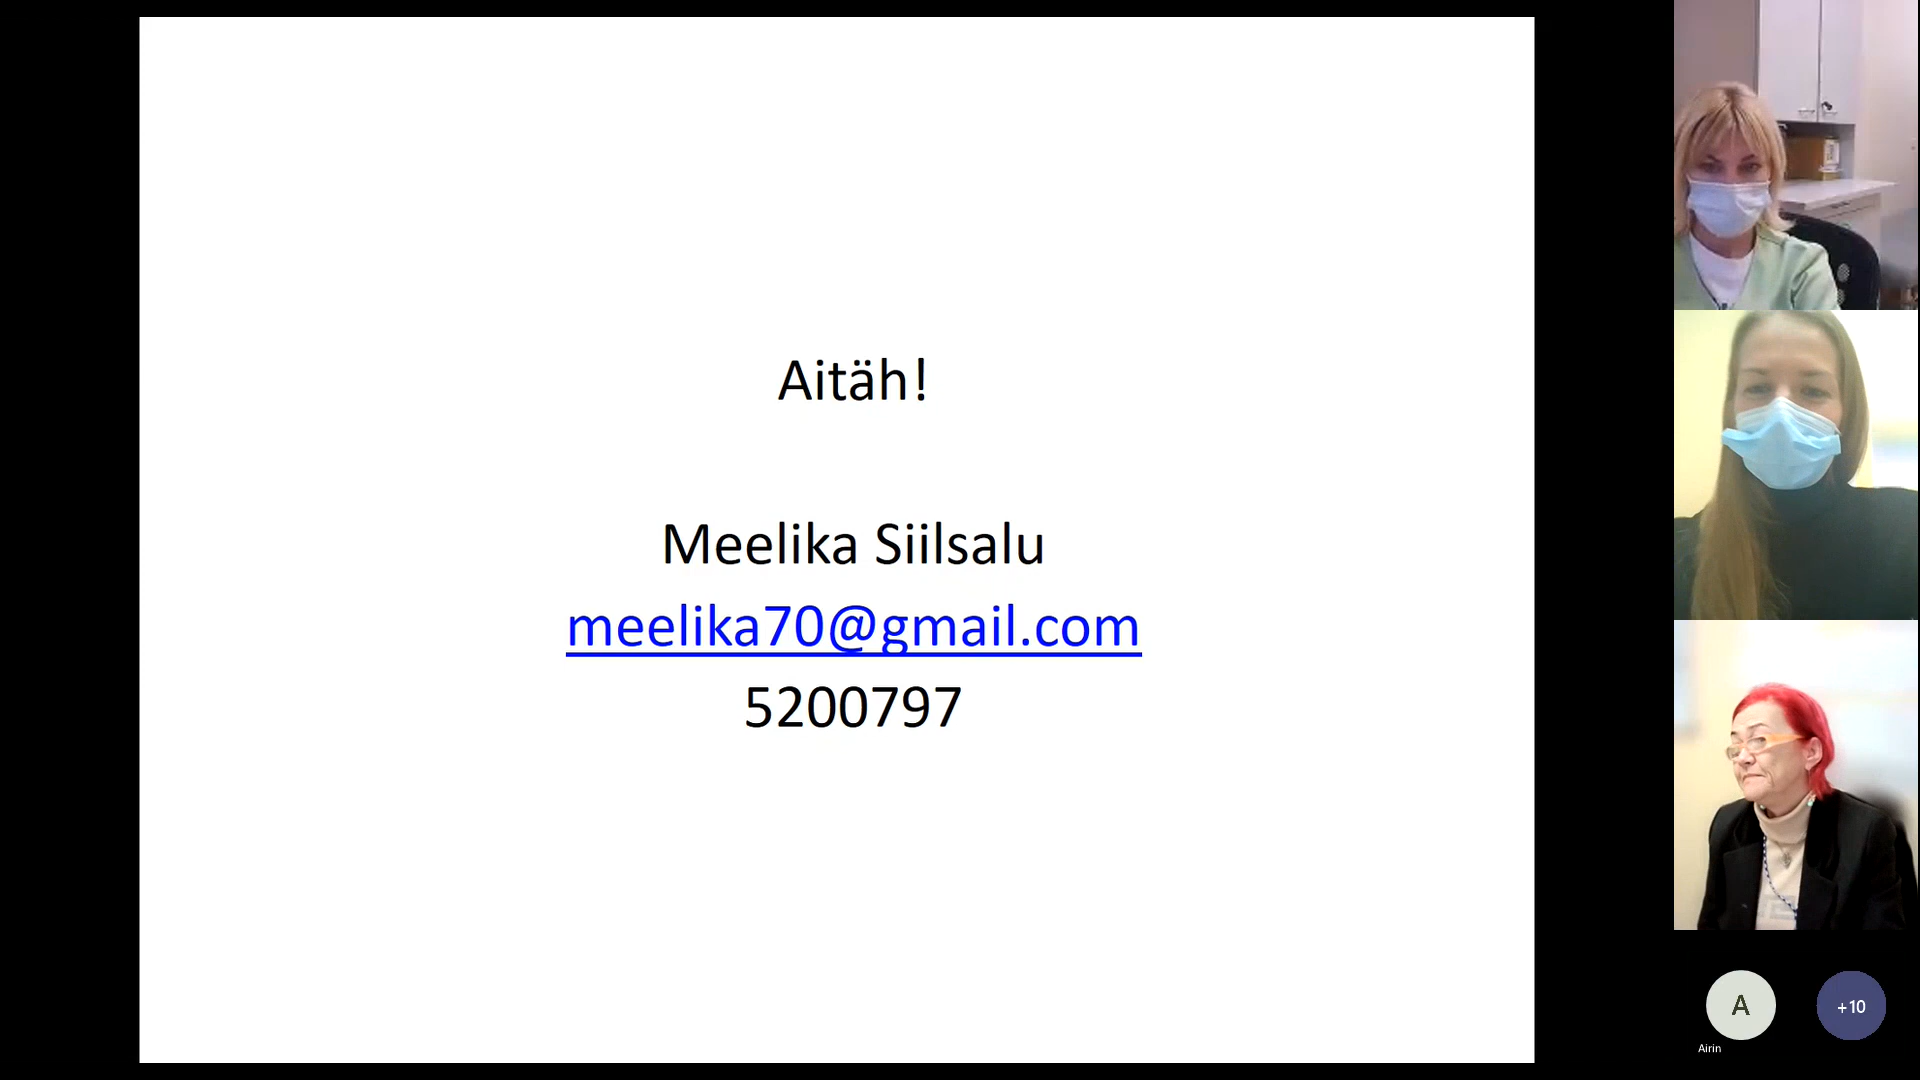 Aitäh!
Meelika Siilsalu
meelika70@gmail.com
5200797
A
+10
Airin